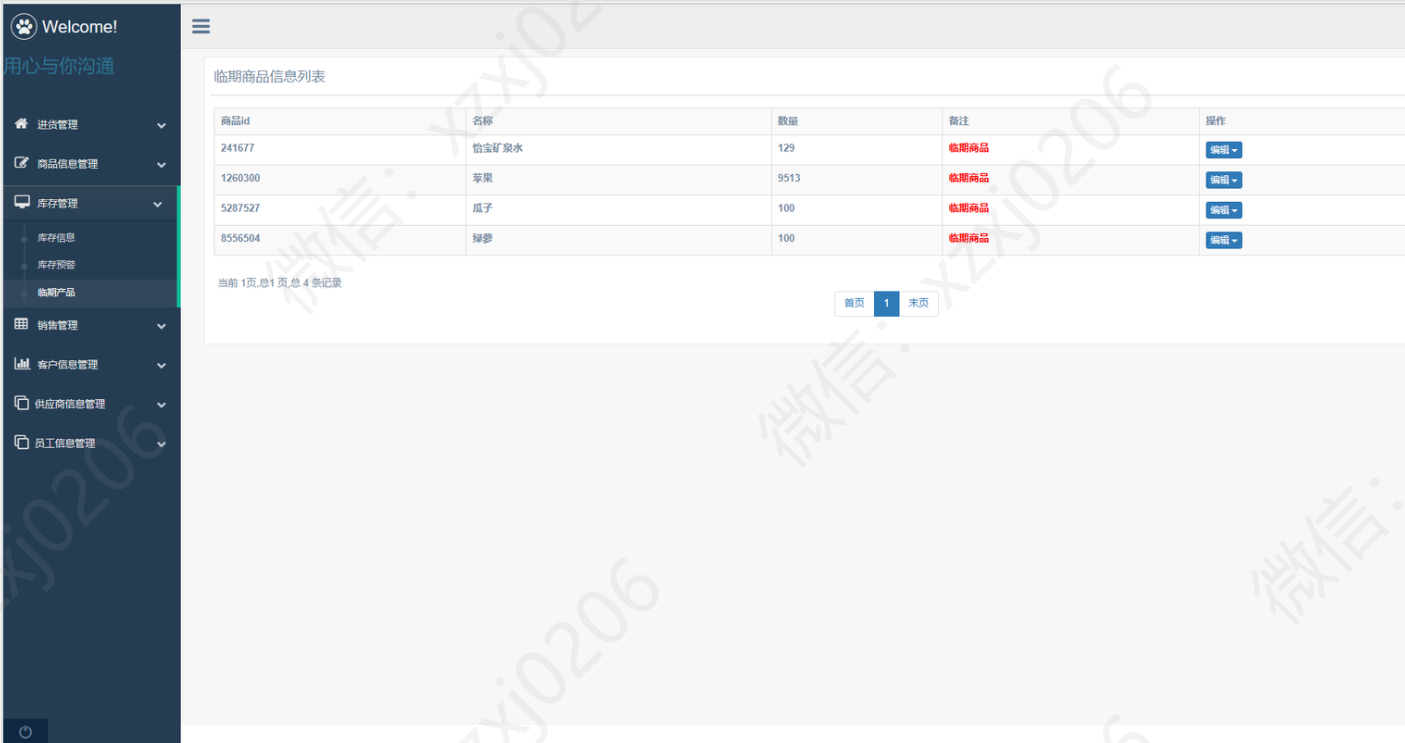 Welcome!
用心与你沟通
进货管理
商品信息管理
库存管理
库存信息
库存预警
临期产品
销售管理
客户信息管理
供应商信息管理
员工信息管理
临期商品信息列表
商品id 名称 数量 备注 操作
241677 怡宝矿泉水 129 临期商品 编辑
1260300 苹果 9513 临期商品 编辑
5287527 瓜子 100 临期商品 编辑
8556504 绿萝 100 临期商品 编辑
当前 1页,总1 页,总 4 条记录
首页 1 末页
微信：xzxj0206
微信：xzxj0206
微信：
xzxj0206
xzxj0206